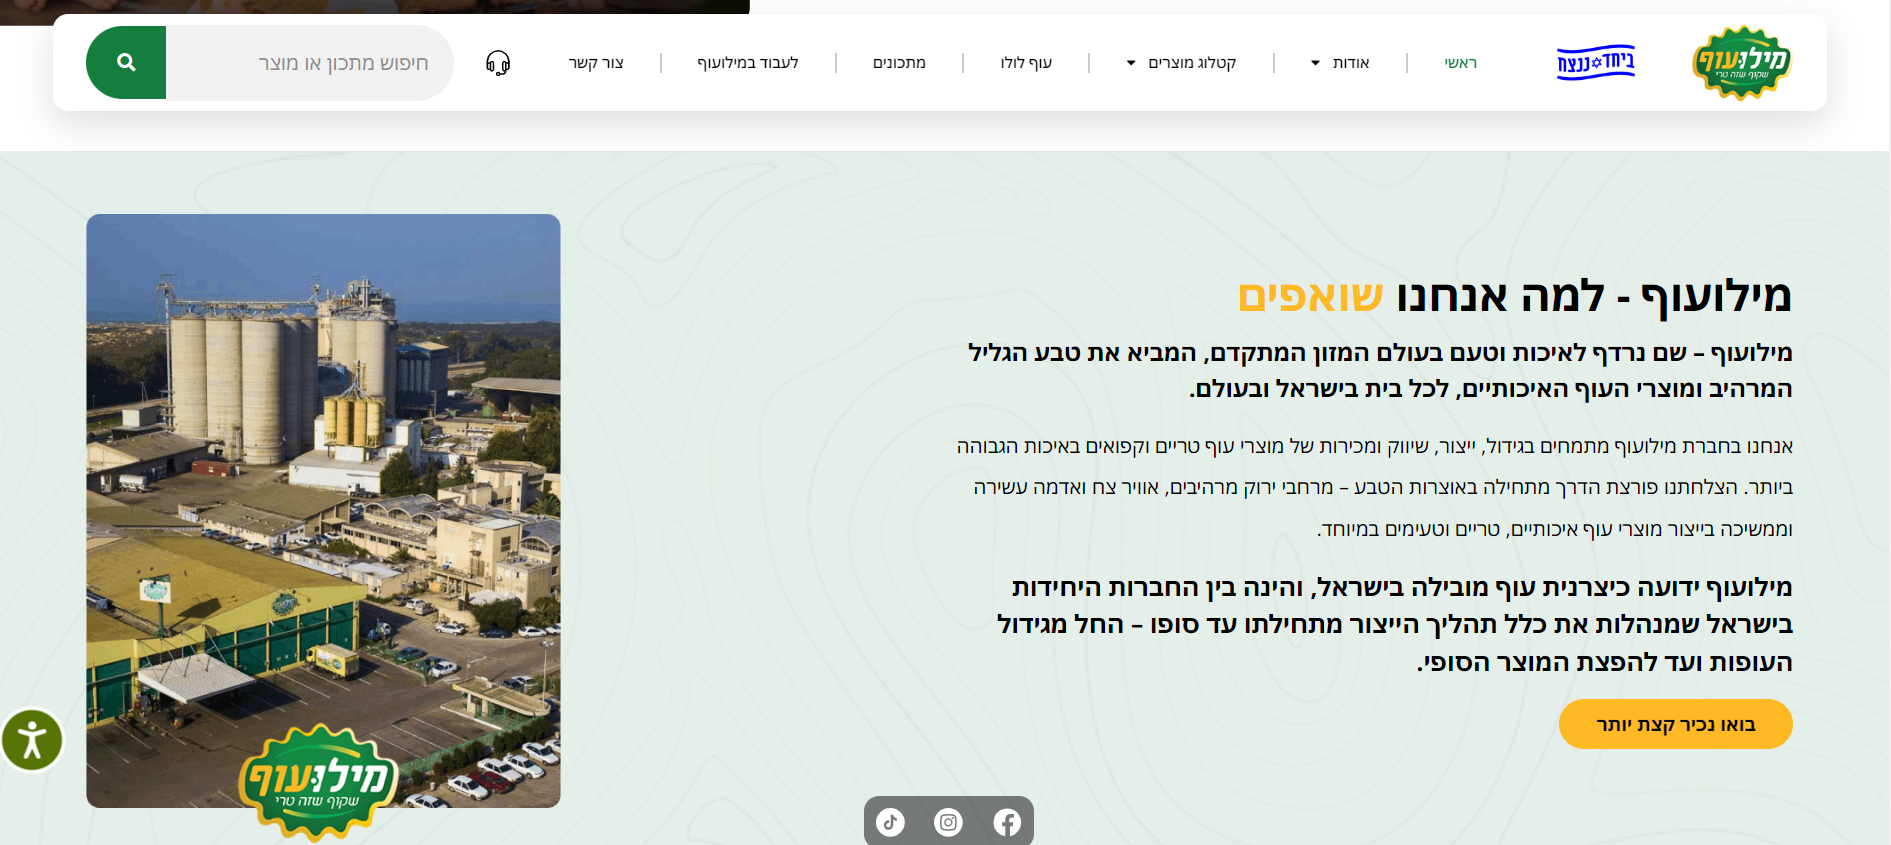 מילועוף
שקוף שזה טרי
ביחד ננצח
ראשי
אודות
קטלוג מוצרים
עוף לולו
מתכונים
לעבוד במילועוף
צור קשר
חיפוש מתכון או מוצר
מילועוף - למה אנחנו שואפים
מילועוף – שם נרדף לאיכות וטעם בעולם המזון המתקדם, המביא את טבע הגליל
המרהיב ומוצרי העוף האיכותיים, לכל בית בישראל ובעולם.
אנחנו בחברת מילועוף מתמחים בגידול, ייצור, שיווק ומכירות של מוצרי עוף טריים וקפואים באיכות הגבוהה
ביותר. הצלחתנו פורצת הדרך מתחילה באוצרות הטבע – מרחבי ירוק מרהיבים, אוויר צח ואדמה עשירה
וממשיכה בייצור מוצרי עוף איכותיים, טריים וטעימים במיוחד.
מילועוף ידועה כיצרנית עוף מובילה בישראל, והינה בין החברות היחידות
בישראל שמנהלות את כלל תהליך הייצור מתחילתו עד סופו – החל מגידול
העופות ועד להפצת המוצר הסופי.
בואו נכיר קצת יותר
מילועוף
מילועוף
שקוף שזה טרי